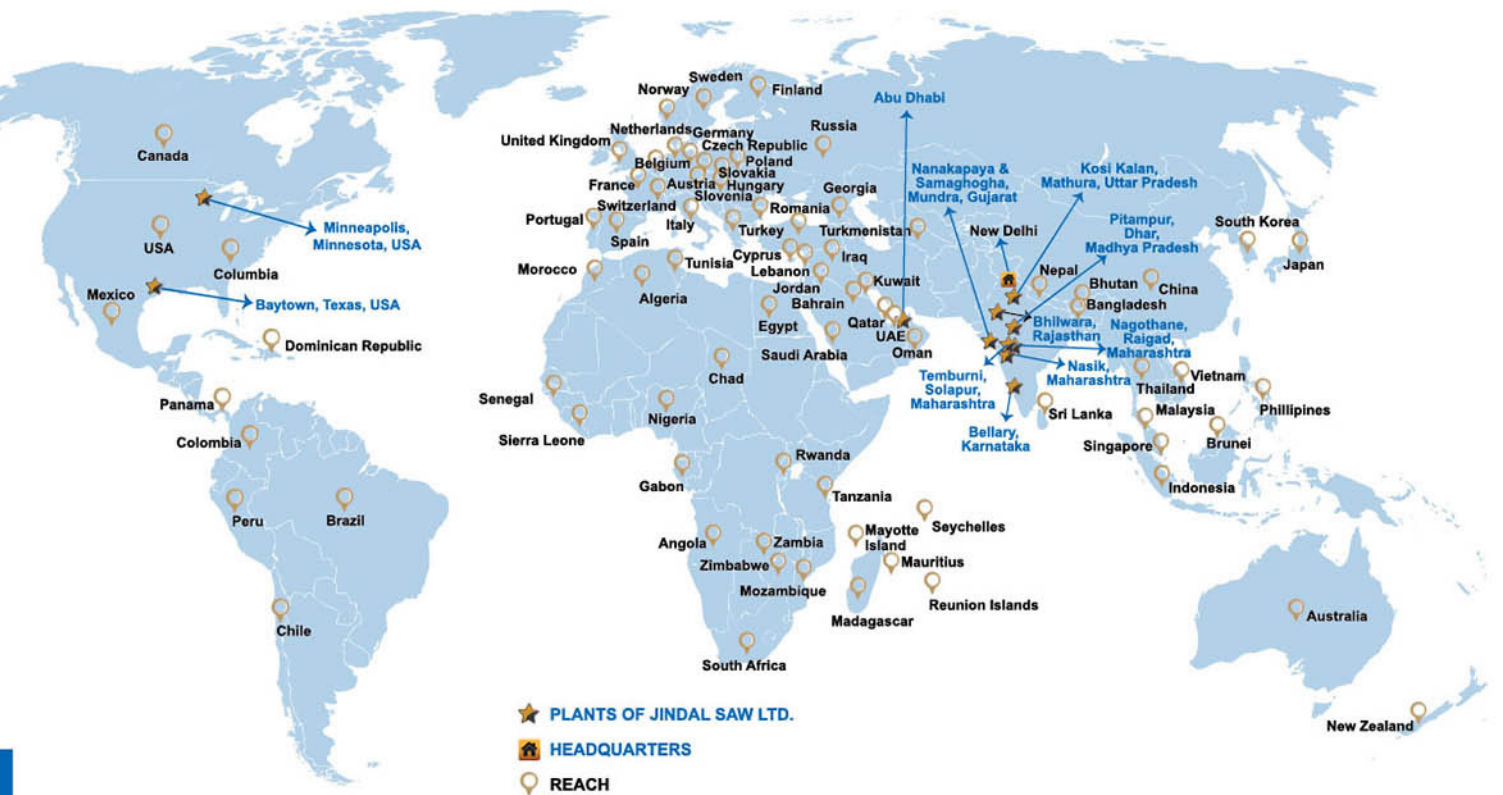 Sweden
Norway
Finland
Abu Dhabi
Netherlands
Germany
Russia
United Kingdom
Czech Republic
Canada
Belgium
Poland
Slovakia
Nanakapaya &
Samaghogha,
Mundra, Gujarat
Kosi Kalan,
Mathura, Uttar Pradesh
France
Austria
Hungary
Georgia
Slovenia
Switzerland
Romania
Portugal
Italy
Turkey
Turkmenistan
New Delhi
Pitampur,
Dhar,
Madhya Pradesh
South Korea
Minneapolis,
Minnesota, USA
USA
Spain
Japan
Columbia
Morocco
Tunisia
Cyprus
Iraq
Lebanon
Nepal
Algeria
Jordan
Kuwait
Bhutan
China
Mexico
Baytown, Texas, USA
Bahrain
Bangladesh
Egypt
Qatar
UAE
Bhilwara,
Rajasthan
Nagothane,
Raigad,
Maharashtra
Dominican Republic
Saudi Arabia
Oman
Chad
Temburni,
Solapur,
Maharashtra
Nasik,
Maharashtra
Thailand
Vietnam
Senegal
Panama
Nigeria
Sri Lanka
Malaysia
Phillipines
Colombia
Sierra Leone
Bellary,
Karnataka
Singapore
Brunei
Rwanda
Gabon
Tanzania
Indonesia
Peru
Brazil
Seychelles
Mayotte
Island
Angola
Zambia
Zimbabwe
Mauritius
Mozambique
Reunion Islands
Madagascar
Australia
Chile
South Africa
PLANTS OF JINDAL SAW LTD.
New Zealand
HEADQUARTERS
REACH